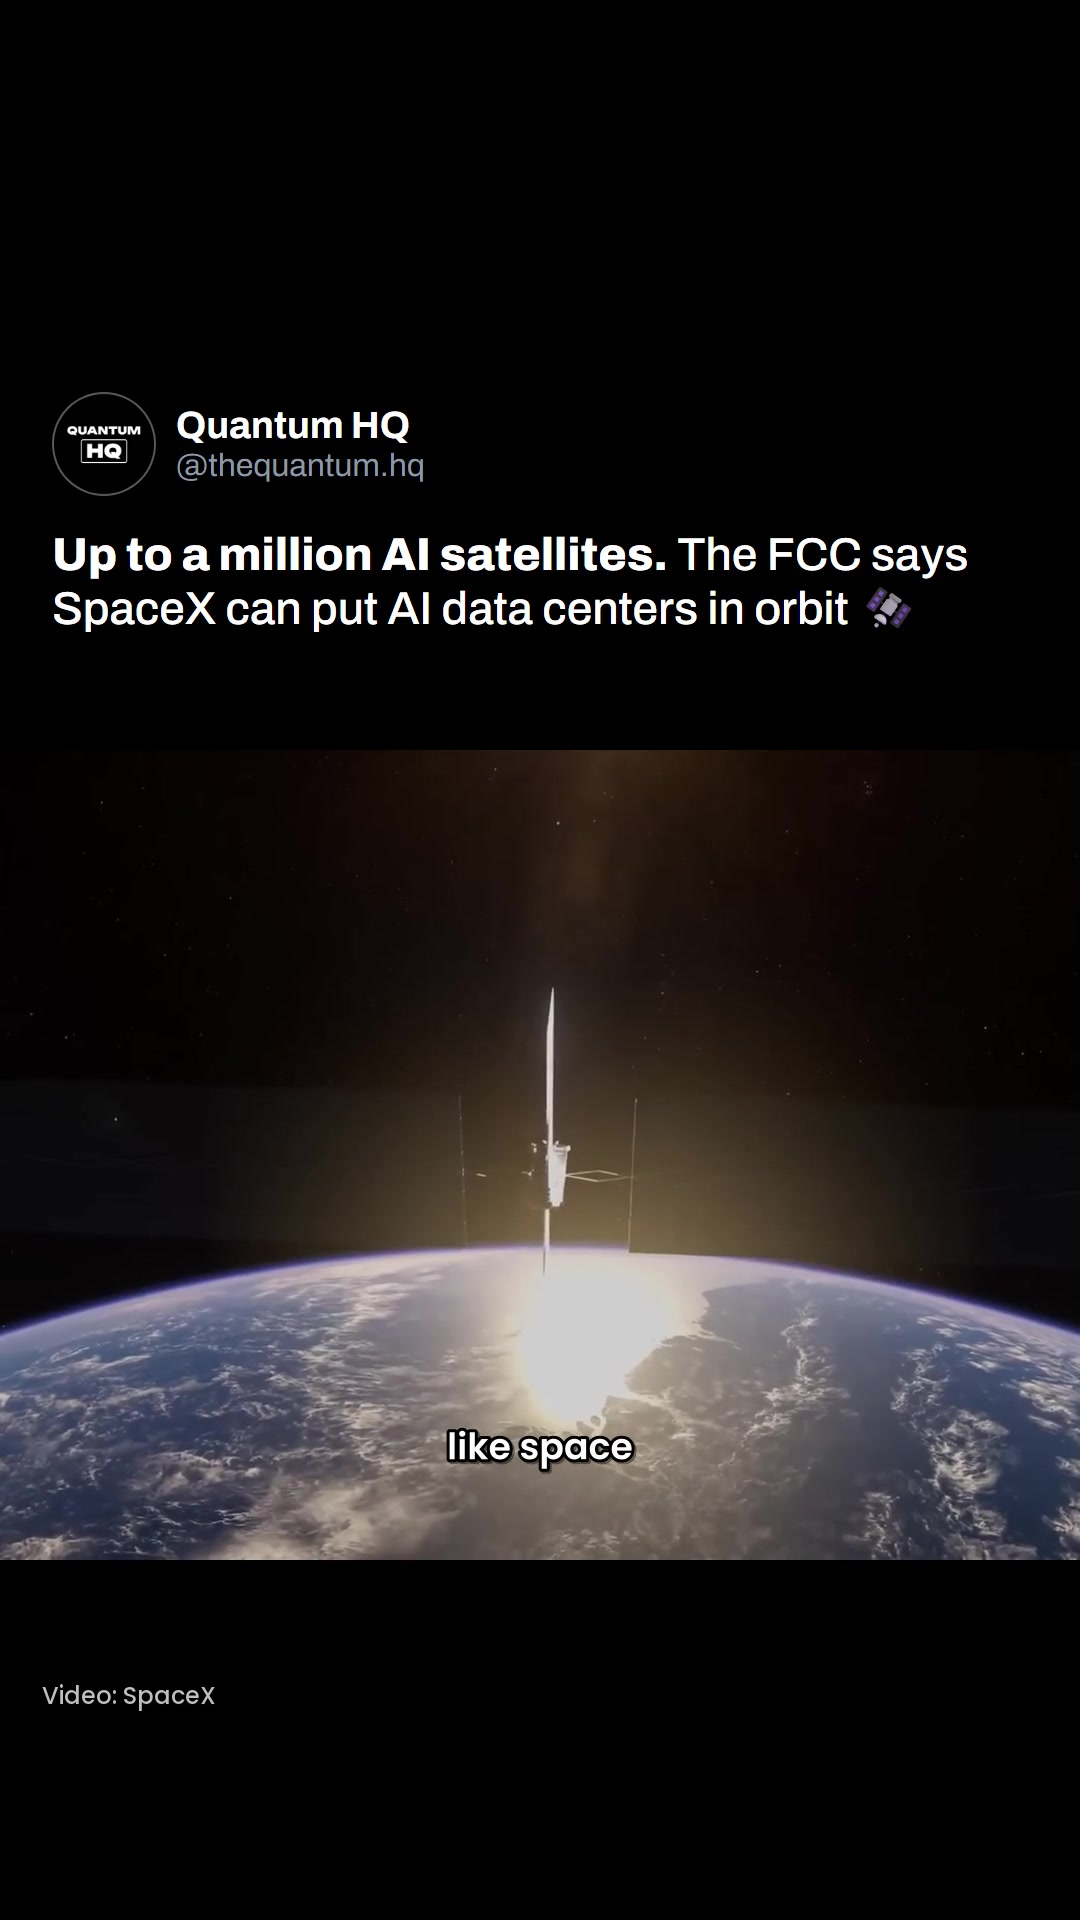 QUANTUM
HQ
Quantum HQ
@thequantum.hq
Up to a million AI satellites. The FCC says
SpaceX can put AI data centers in orbit 🛰️
like space
Video: SpaceX